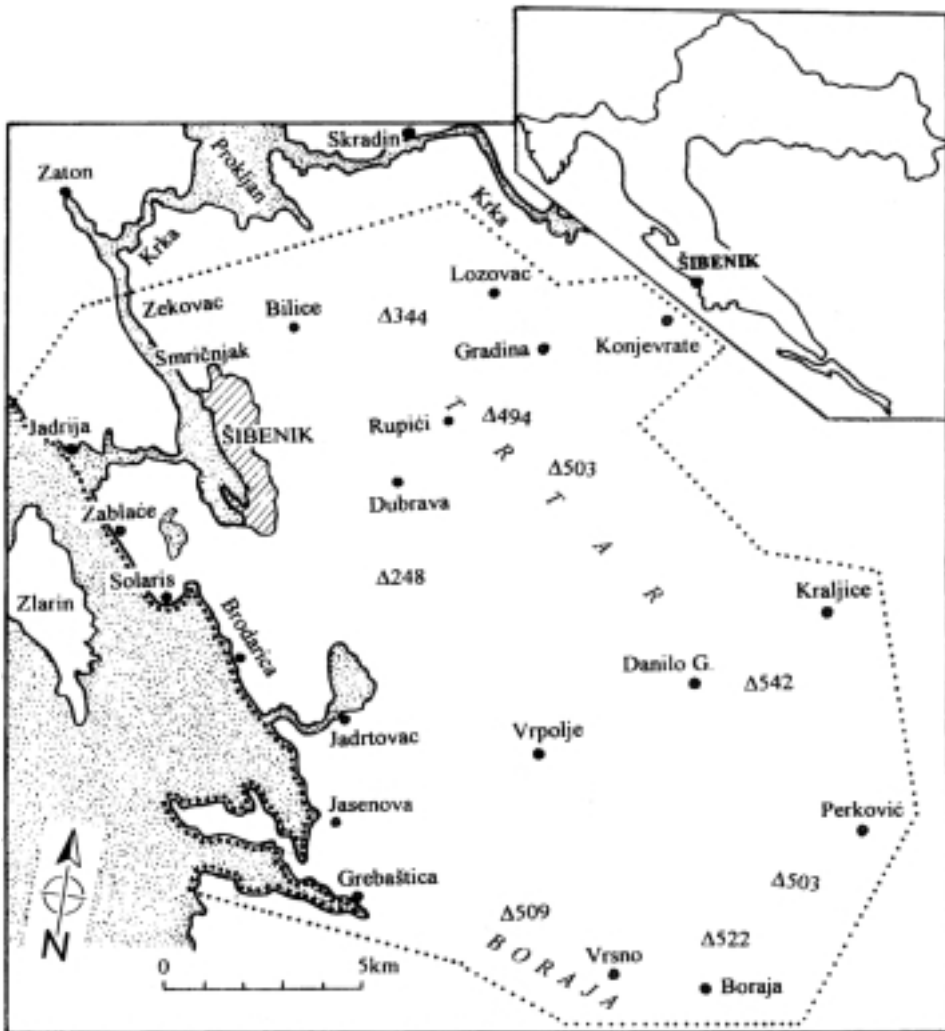 Skradin
Prokljan
Zaton
Krka
Krka
ŠIBENIK
Lozovac
Zekovac
Bilice
Δ344
Konjevrate
Gradina
Smričnjak
Δ494
Rupići
ŠIBENIK
Jadrija
TRTAR
Δ503
Dubrava
Zablaće
Δ248
Solaris
Zlarin
Kraljice
Brodarica
Danilo G.
Δ542
Jadrtovac
Vrpolje
Jasenova
Perković
Grebaštica
Δ503
Δ509
Δ522
BORAJA
Vrsno
Boraja
N
0 5km